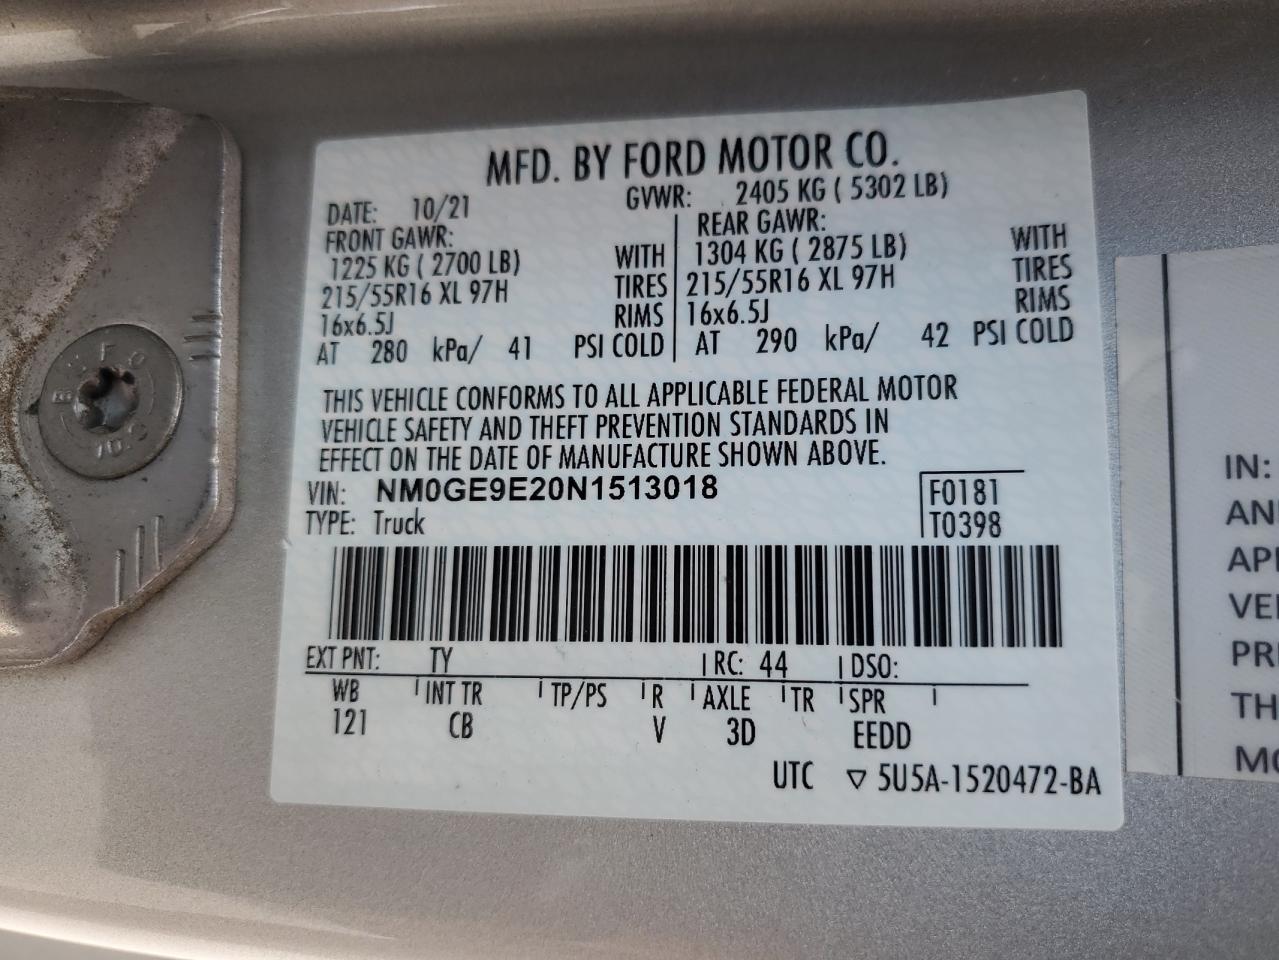 MFD. BY FORD MOTOR CO.
DATE: 10/21 GVWR: 2405 KG ( 5302 LB)
FRONT GAWR: REAR GAWR:
1225 KG ( 2700 LB) WITH 1304 KG ( 2875 LB) WITH
215/55R16 XL 97H TIRES 215/55R16 XL 97H TIRES
16x6.5J RIMS 16x6.5J RIMS
AT 280 kPa/ 41 PSI COLD AT 290 kPa/ 42 PSI COLD
THIS VEHICLE CONFORMS TO ALL APPLICABLE FEDERAL MOTOR
VEHICLE SAFETY AND THEFT PREVENTION STANDARDS IN
EFFECT ON THE DATE OF MANUFACTURE SHOWN ABOVE.
VIN: NM0GE9E20N1513018 F0181
TYPE: Truck T0398
EXT PNT: TY RC: 44 DSO:
WB INT TR TP/PS R AXLE TR SPR
121 CB V 3D EEDD
UTC ▽ 5U5A-1520472-BA
IN:
AN
API
VE
PRI
TH
MO